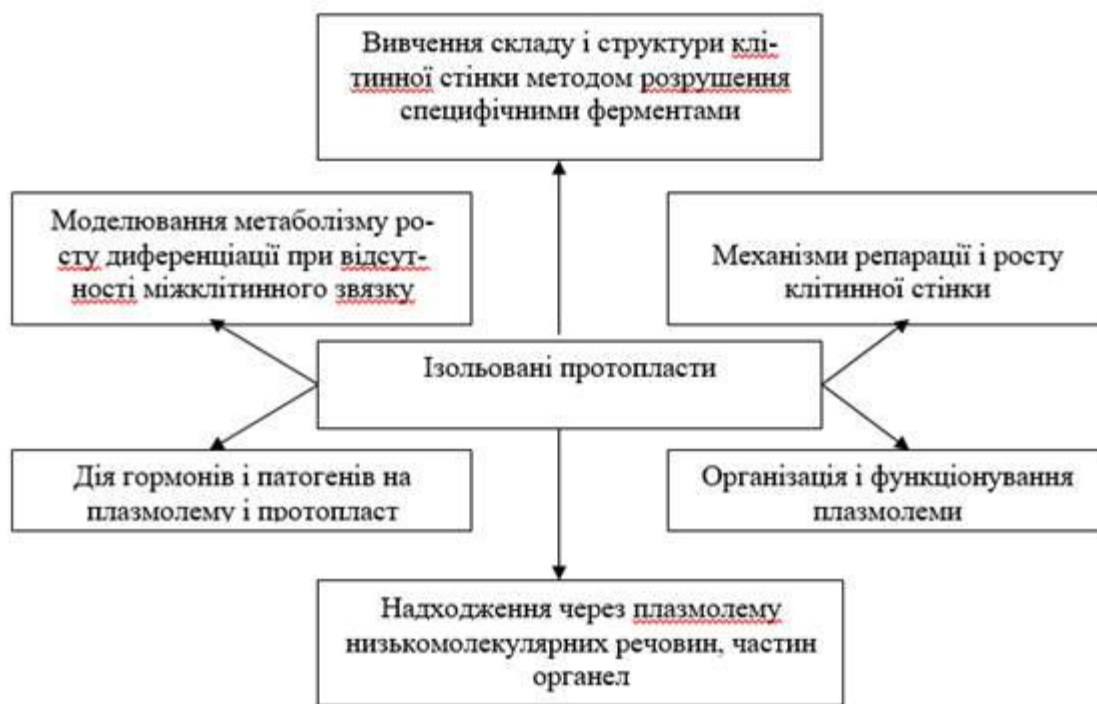 Вивчення складу і структури клі-
тинної стінки методом розрушення
специфічними ферментами
Моделювання метаболізму ро-
сту диференціації при відсут-
ності міжклітинного звязку
Механізми репарації і росту
клітинної стінки
Ізольовані протопласти
Дія гормонів і патогенів на
плазмолему і протопласт
Організація і функціонування
плазмолеми
Надходження через плазмолему
низькомолекулярних речовин, частин
органел